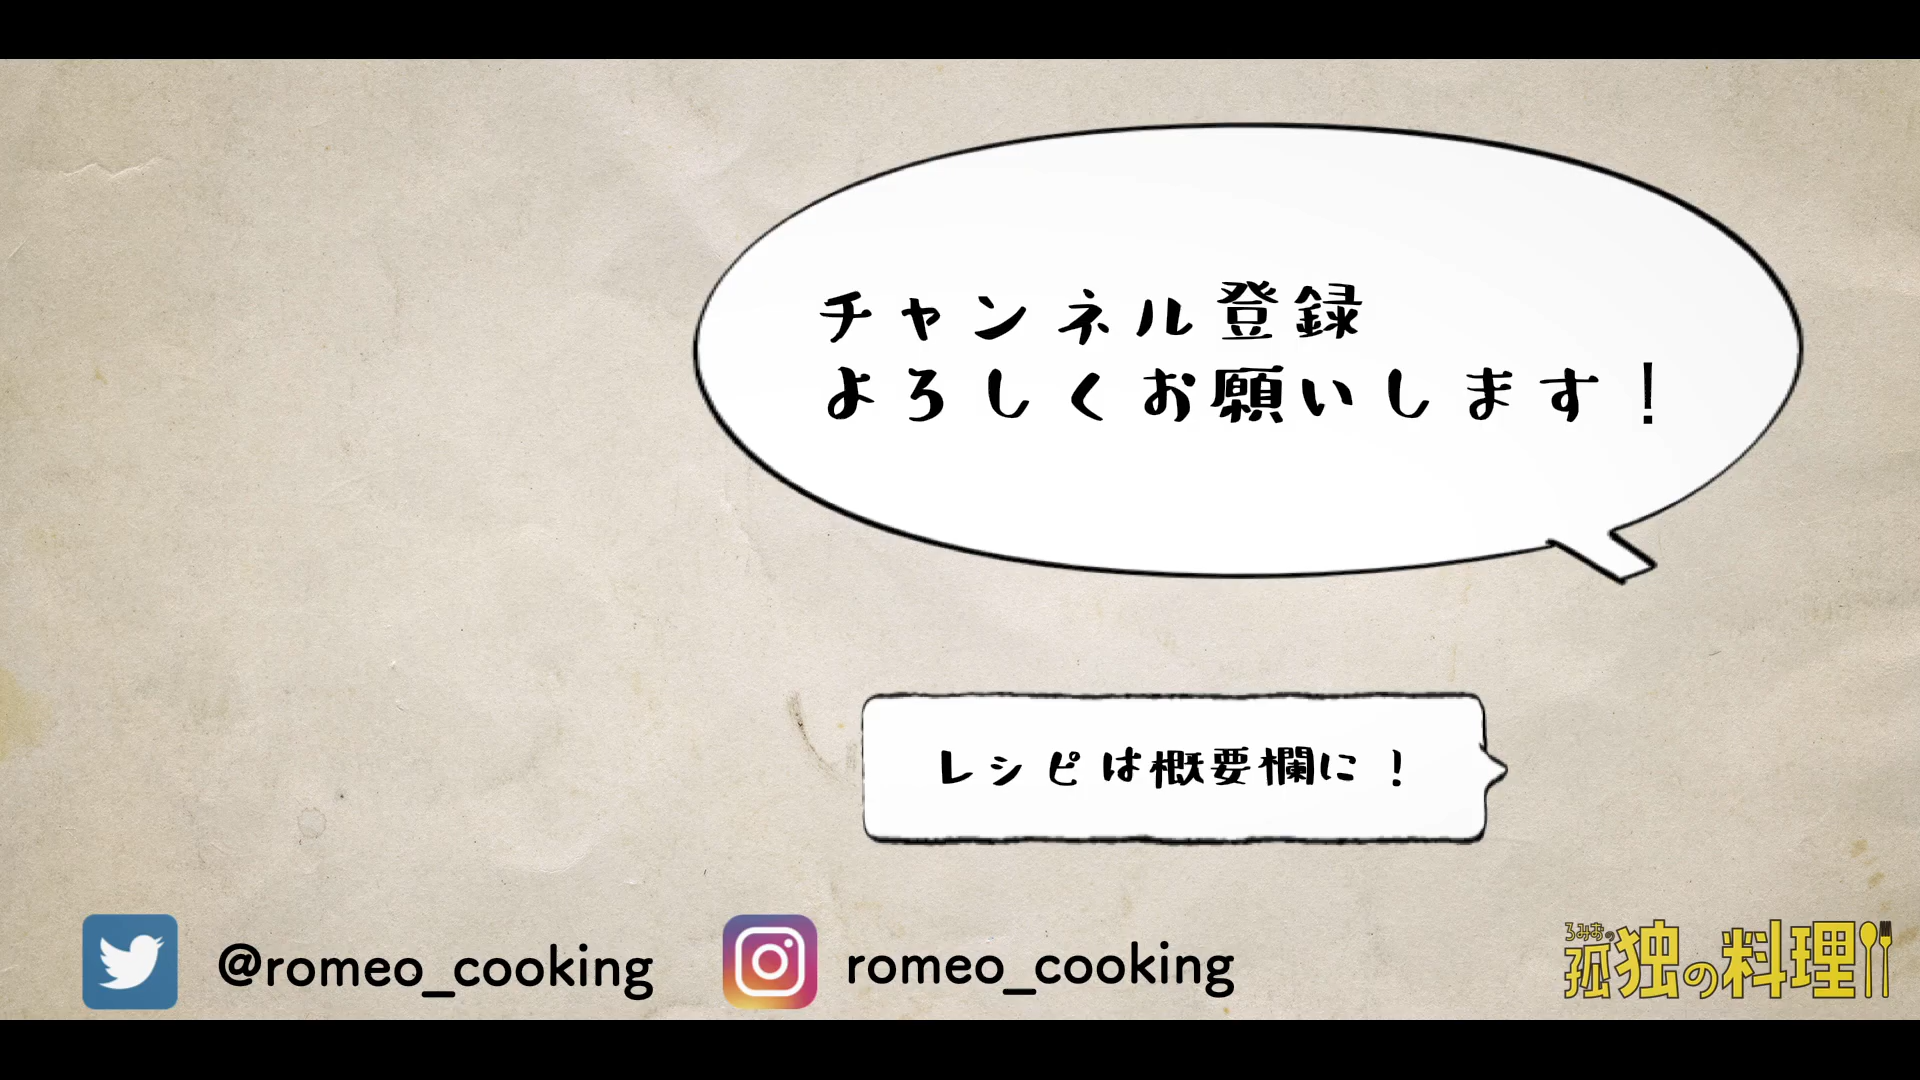 チャンネル登録
よろしくお願いします！
レシピは概要欄に！
@romeo_cooking
romeo_cooking
ろみおの
孤独の料理